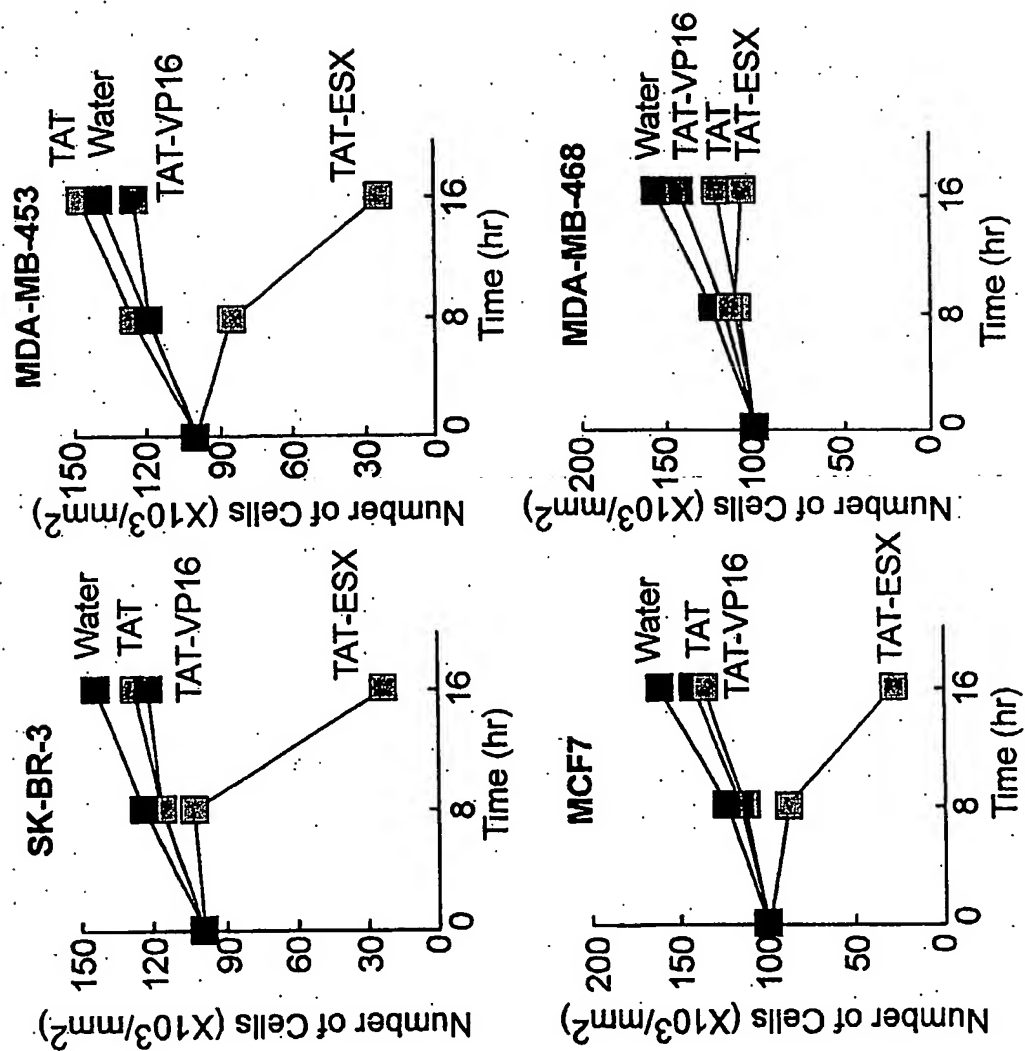 SK-BR-3
Number of Cells (X10³/mm²)
150
120
90
60
30
0
0
8
16
Time (hr)
Water
TAT
TAT-VP16
TAT-ESX
MDA-MB-453
Number of Cells (X10³/mm²)
150
120
90
60
30
0
0
8
16
Time (hr)
TAT
Water
TAT-VP16
TAT-ESX
MCF7
Number of Cells (X10³/mm²)
200
150
100
50
0
0
8
16
Time (hr)
Water
TAT
TAT-VP16
TAT-ESX
MDA-MB-468
Number of Cells (X10³/mm²)
200
150
100
50
0
0
8
16
Time (hr)
Water
TAT-VP16
TAT
TAT-ESX